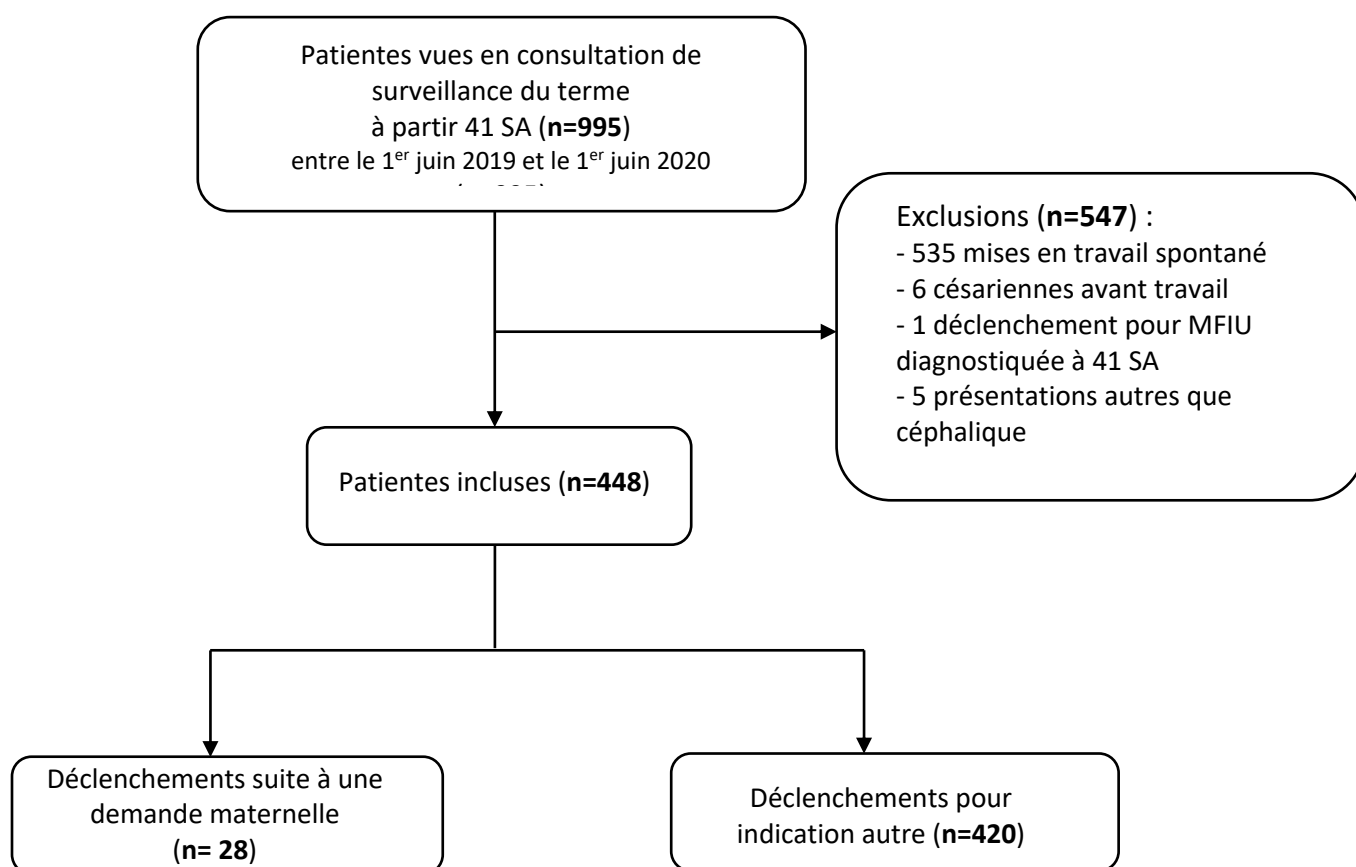 Patientes vues en consultation de
surveillance du terme
à partir 41 SA (n=995)
entre le 1er juin 2019 et le 1er juin 2020
Exclusions (n=547) :
- 535 mises en travail spontané
- 6 césariennes avant travail
- 1 déclenchement pour MFIU
diagnostiquée à 41 SA
- 5 présentations autres que
céphalique
Patientes incluses (n=448)
Déclenchements suite à une
demande maternelle
(n= 28)
Déclenchements pour
indication autre (n=420)